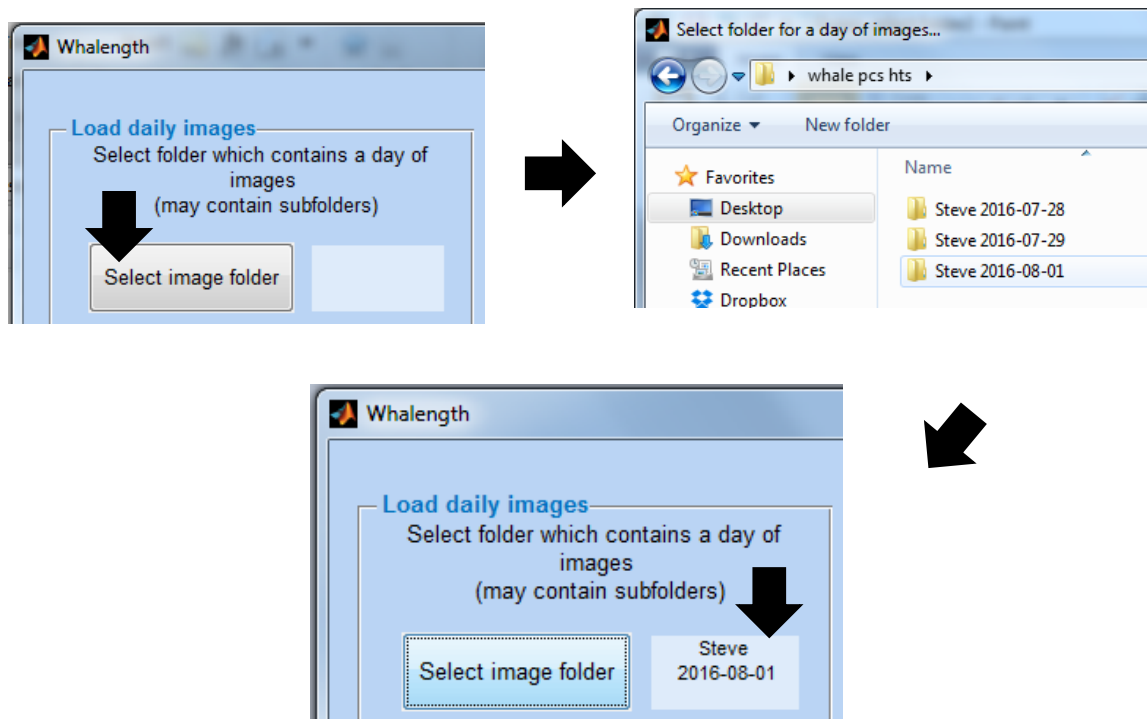 Whalength
Load daily images
Select folder which contains a day of
images
(may contain subfolders)
Select image folder
Select folder for a day of images...
whale pcs hts
Organize
New folder
Favorites
Desktop
Downloads
Recent Places
Dropbox
Name
Steve 2016-07-28
Steve 2016-07-29
Steve 2016-08-01
Whalength
Load daily images
Select folder which contains a day of
images
(may contain subfolders)
Select image folder
Steve
2016-08-01